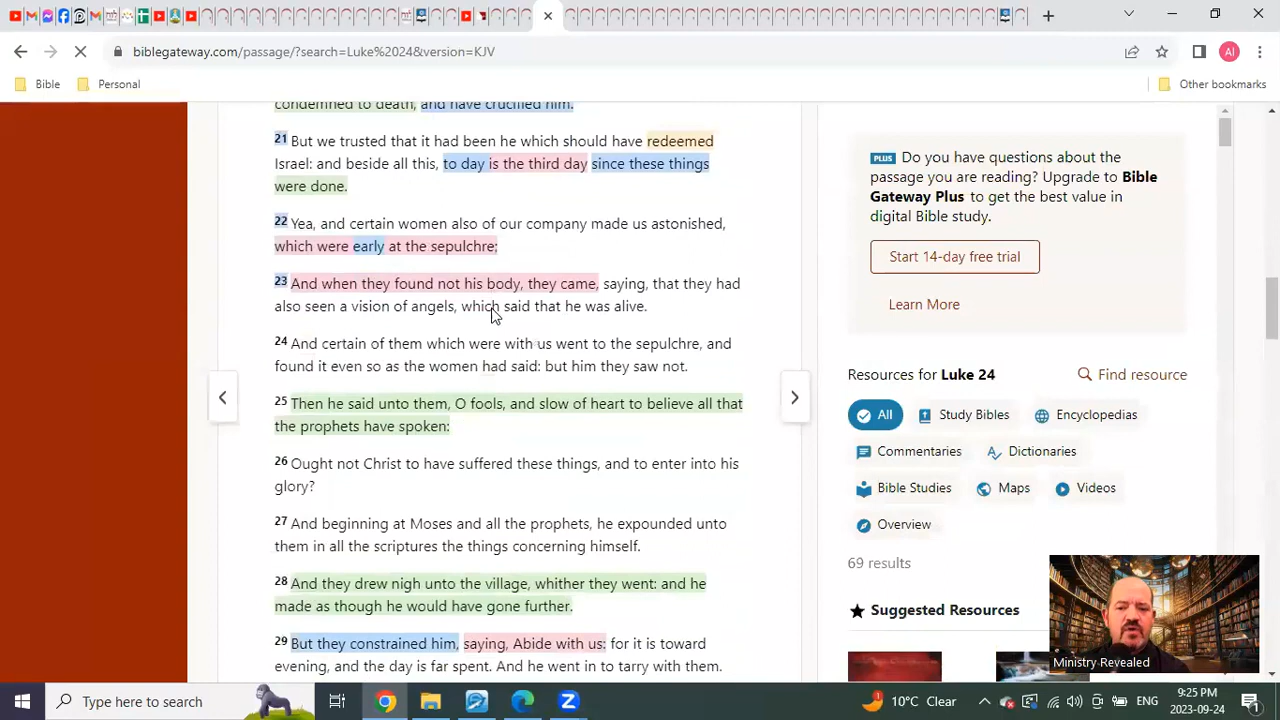 biblegateway.com/passage/?search=Luke%2024&version=KJV
AI
Bible
Personal
Other bookmarks
condemned to death, and have crucified him.
21 But we trusted that it had been he which should have redeemed
Israel: and beside all this, to day is the third day since these things
were done.
22 Yea, and certain women also of our company made us astonished,
which were early at the sepulchre;
23 And when they found not his body, they came, saying, that they had
also seen a vision of angels, which said that he was alive.
24 And certain of them which were with us went to the sepulchre, and
found it even so as the women had said: but him they saw not.
25 Then he said unto them, O fools, and slow of heart to believe all that
the prophets have spoken:
26 Ought not Christ to have suffered these things, and to enter into his
glory?
27 And beginning at Moses and all the prophets, he expounded unto
them in all the scriptures the things concerning himself.
28 And they drew nigh unto the village, whither they went: and he
made as though he would have gone further.
29 But they constrained him, saying, Abide with us: for it is toward
evening, and the day is far spent. And he went in to tarry with them.
PLUS Do you have questions about the
passage you are reading? Upgrade to Bible
Gateway Plus to get the best value in
digital Bible study.
Start 14-day free trial
Learn More
Resources for Luke 24
Find resource
All
Study Bibles
Encyclopedias
Commentaries
Dictionaries
Bible Studies
Maps
Videos
Overview
69 results
Suggested Resources
Ministry Revealed
Type here to search
1
10°C Clear
ENG
9:25 PM
2023-09-24
1